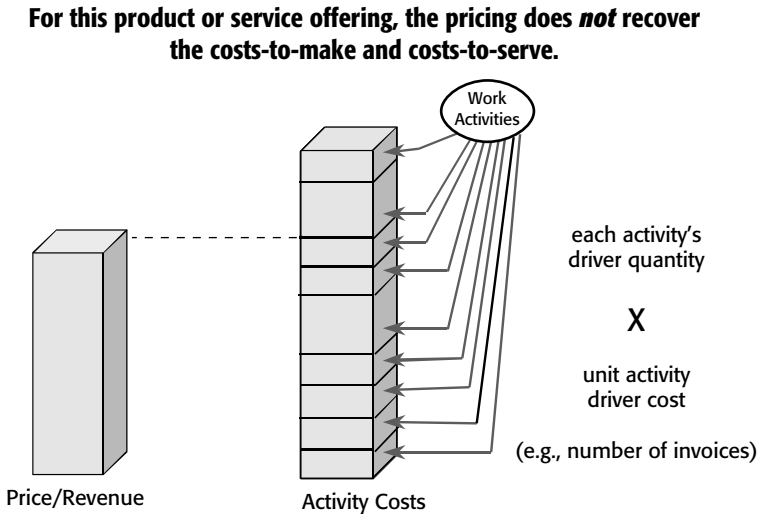 For this product or service offering, the pricing does not recover
the costs-to-make and costs-to-serve.
Work
Activities
each activity's
driver quantity
X
unit activity
driver cost
(e.g., number of invoices)
Price/Revenue
Activity Costs